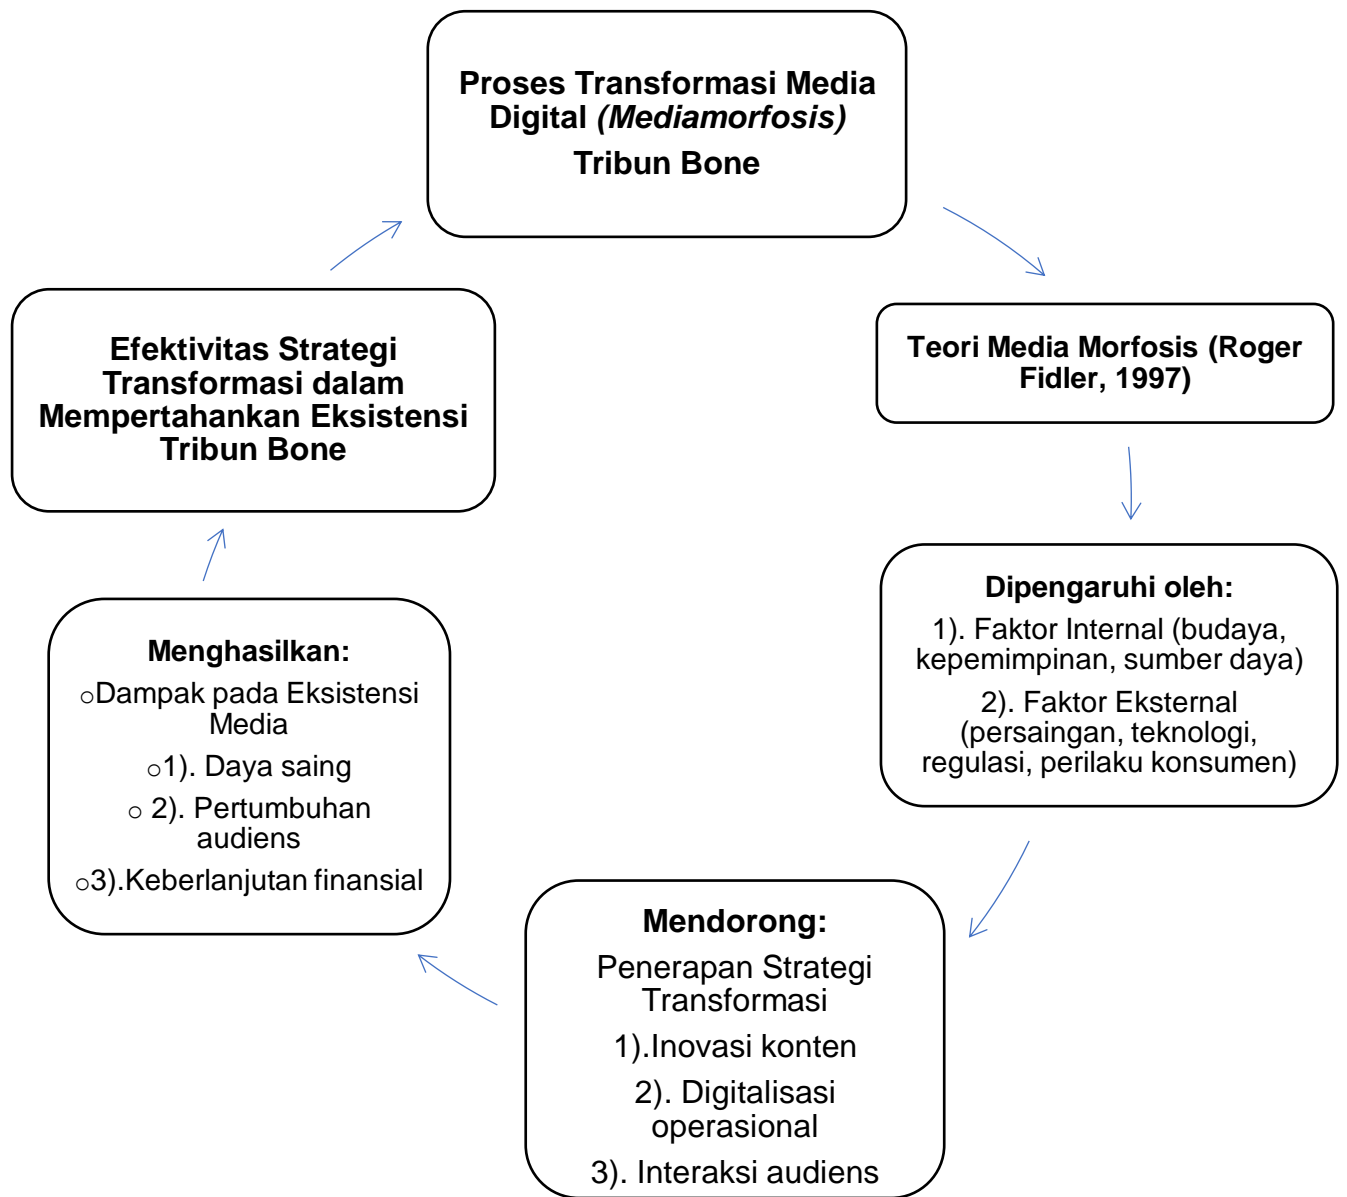 Proses Transformasi Media
Digital (Mediamorfosis)
Tribun Bone
Teori Media Morfosis (Roger
Fidler, 1997)
Dipengaruhi oleh:
1). Faktor Internal (budaya,
kepemimpinan, sumber daya)
2). Faktor Eksternal
(persaingan, teknologi,
regulasi, perilaku konsumen)
Mendorong:
Penerapan Strategi
Transformasi
1).Inovasi konten
2). Digitalisasi
operasional
3). Interaksi audiens
Menghasilkan:
oDampak pada Eksistensi
Media
o1). Daya saing
o 2). Pertumbuhan
audiens
o3).Keberlanjutan finansial
Efektivitas Strategi
Transformasi dalam
Mempertahankan Eksistensi
Tribun Bone